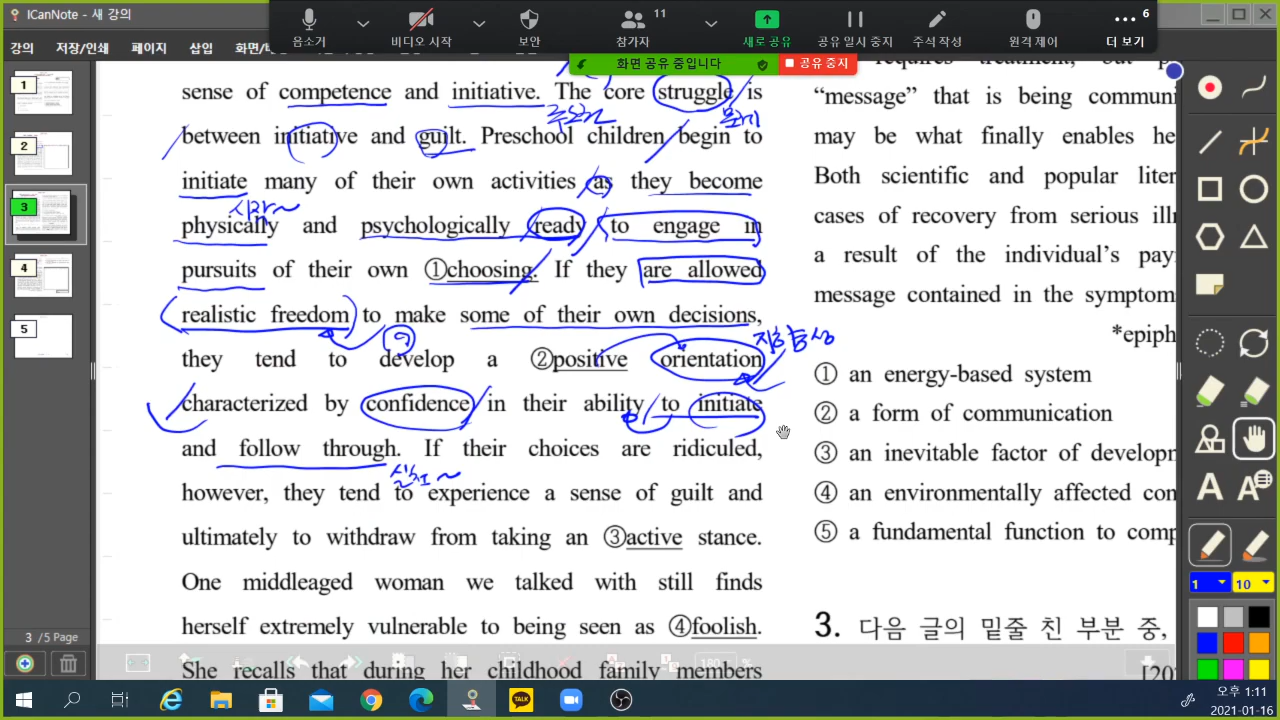 ICanNote - 새 강의
음소거
비디오 시작
보안
11
참가자
새로 공유
공유 일시 중지
주석 작성
원격 제어
6
더 보기
강의 저장/인쇄 페이지 삽입
화면 공유 중입니다
공유 중지
sense of competence and initiative. The core struggle is
between initiative and guilt. Preschool children begin to
initiate many of their own activities as they become
physically and psychologically ready to engage in
pursuits of their own ①choosing. If they are allowed
realistic freedom to make some of their own decisions,
they tend to develop a ②positive orientation
characterized by confidence in their ability to initiate
and follow through. If their choices are ridiculed,
however, they tend to experience a sense of guilt and
ultimately to withdraw from taking an ③active stance.
One middleaged woman we talked with still finds
herself extremely vulnerable to being seen as ④foolish.
She recalls that during her childhood family members
“message” that is being
may be what finally enables
Both scientific and popular
cases of recovery from serious
a result of the individual’s
message contained in the
① an energy-based system
② a form of communication
③ an inevitable factor of
④ an environmentally affected
⑤ a fundamental function to
3. 다음 글의 밑줄 친 부분 중,
1
2
3
4
5
3 / 5 Page
180 %
1
10
오후 1:11
2021-01-16